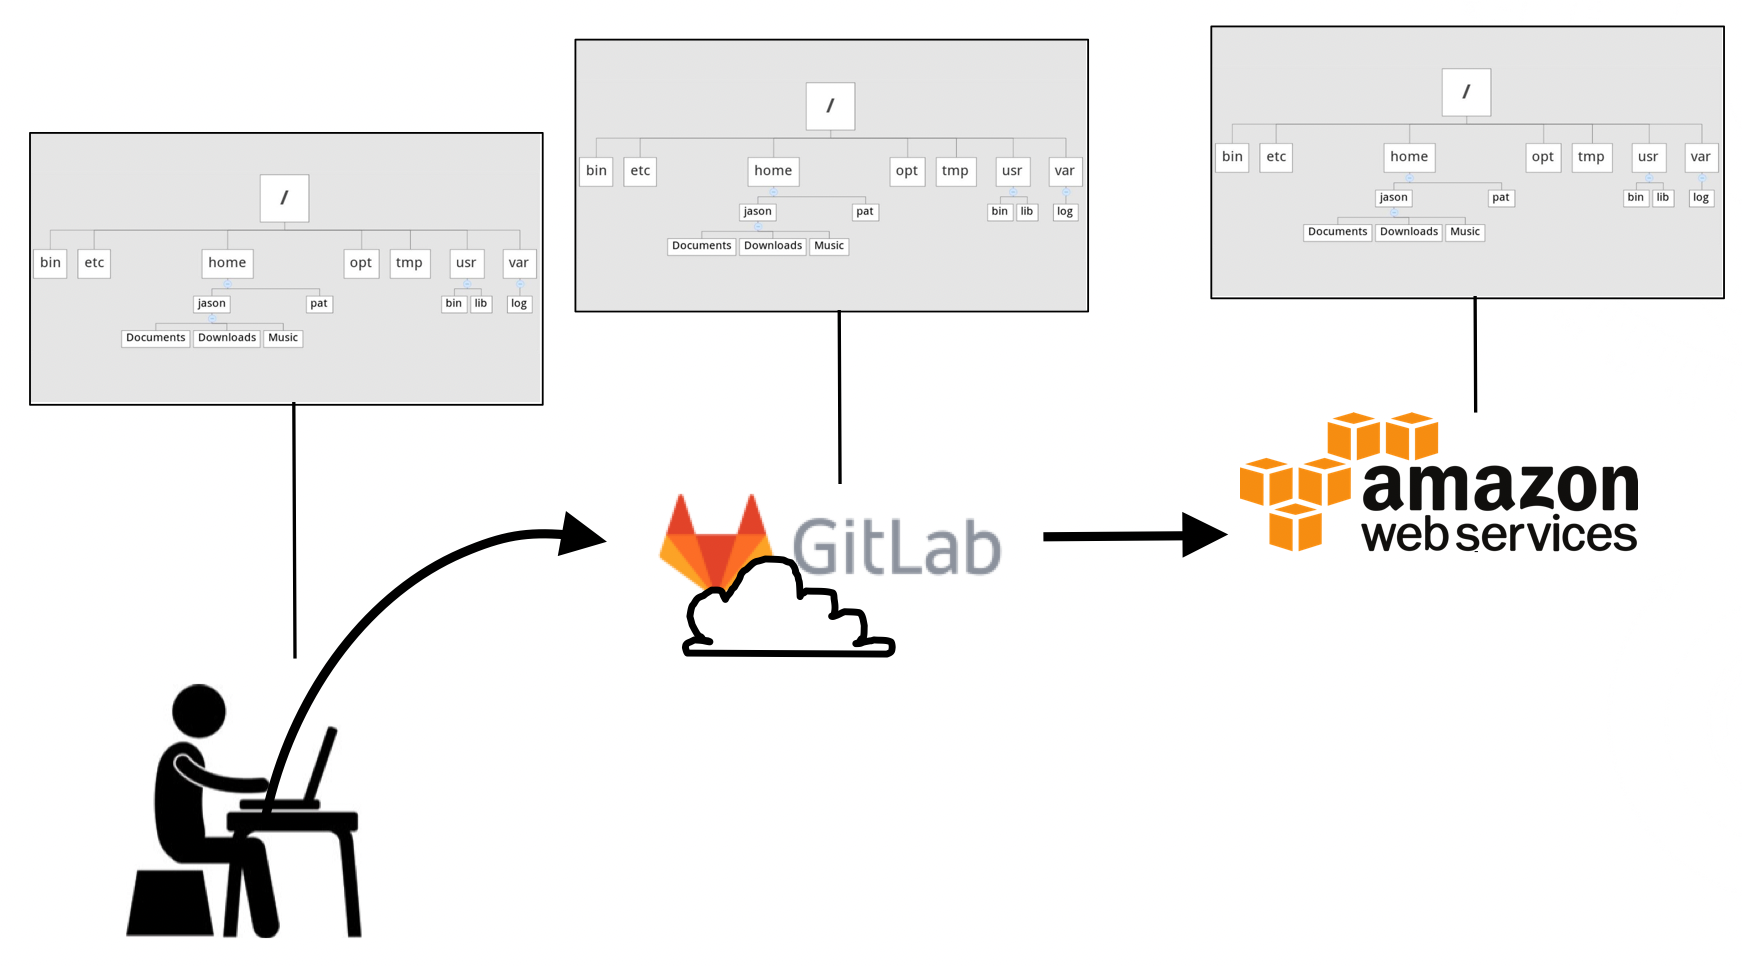 /
bin etc home opt tmp usr var
jason pat bin lib log
Documents Downloads Music
/
bin etc home opt tmp usr var
jason pat bin lib log
Documents Downloads Music
/
bin etc home opt tmp usr var
jason pat bin lib log
Documents Downloads Music
GitLab
amazon
web services